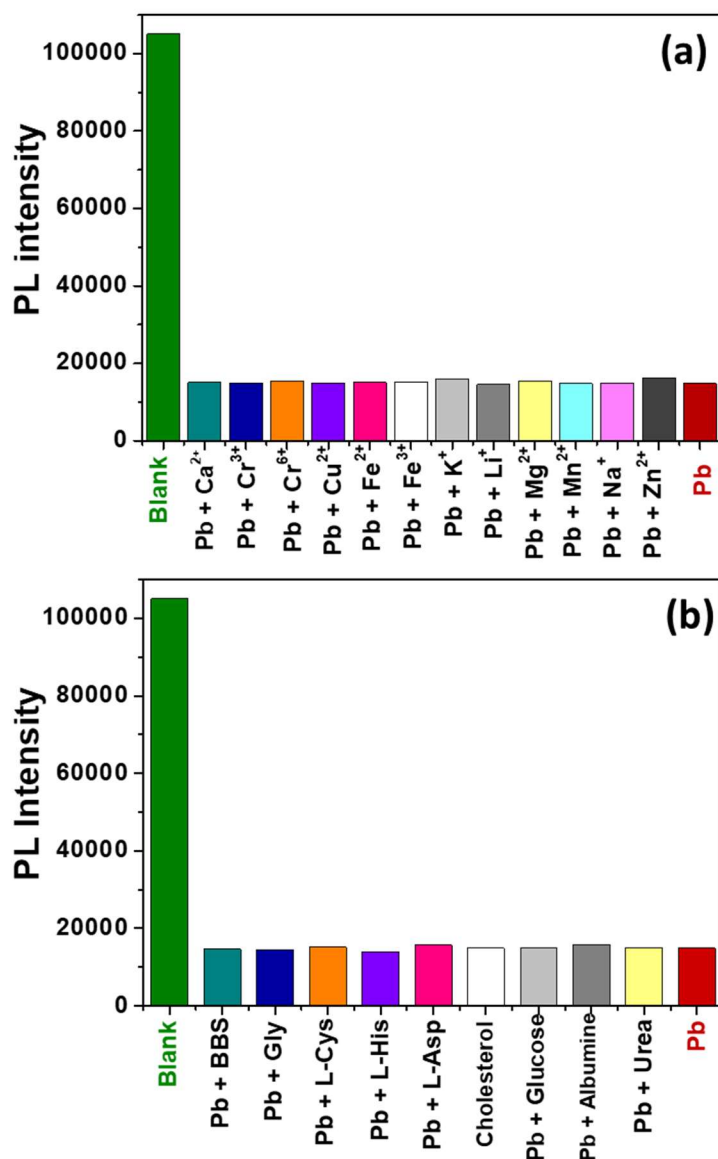 (a)
PL intensity
100000
80000
60000
40000
20000
0
Blank
Pb + Ca²⁺
Pb + Cr³⁺
Pb + Cr⁶⁺
Pb + Cu²⁺
Pb + Fe²⁺
Pb + Fe³⁺
Pb + K⁺
Pb + Li⁺
Pb + Mg²⁺
Pb + Mn²⁺
Pb + Na⁺
Pb + Zn²⁺
Pb
(b)
PL Intensity
100000
80000
60000
40000
20000
0
Blank
Pb + BBS
Pb + Gly
Pb + L-Cys
Pb + L-His
Pb + L-Asp
Cholesterol
Pb + Glucose
Pb + Albumine
Pb + Urea
Pb